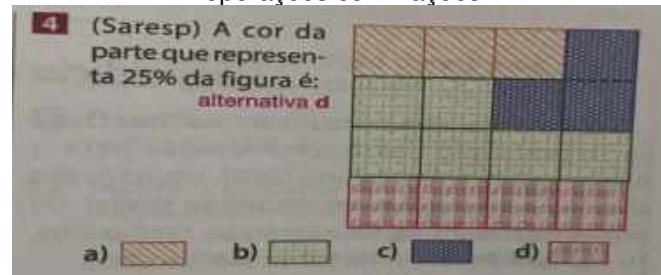 4 (Saresp) A cor da
parte que represen-
ta 25% da figura é:
alternativa d
a) b) c) d)